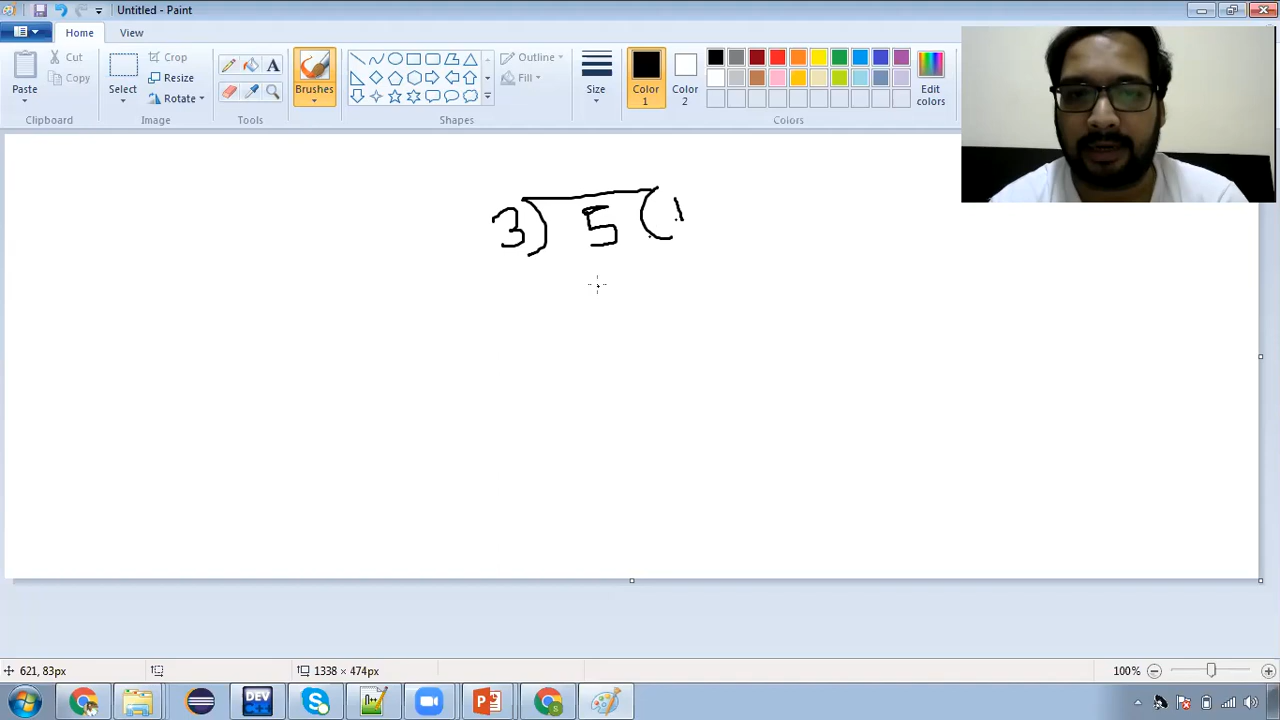 Untitled - Paint
Home View
Paste Cut Copy Clipboard
Select Crop Resize Rotate Image
A Tools
Brushes
Outline Fill Shapes
Size
Color 1
Color 2
Edit colors
Colors
3) 5 (1
621, 83px
1338 × 474px
100%
DEV